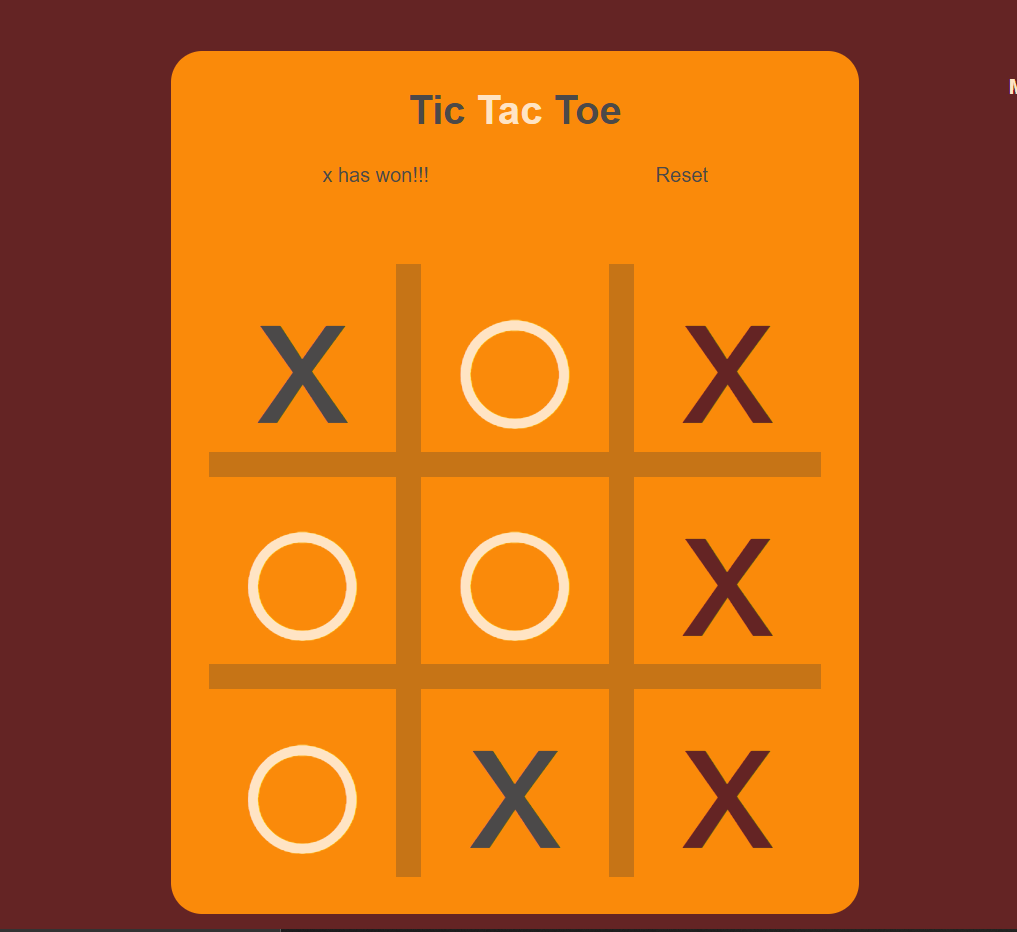 Tic Tac Toe
x has won!!!
Reset
X O X
O O X
O X X